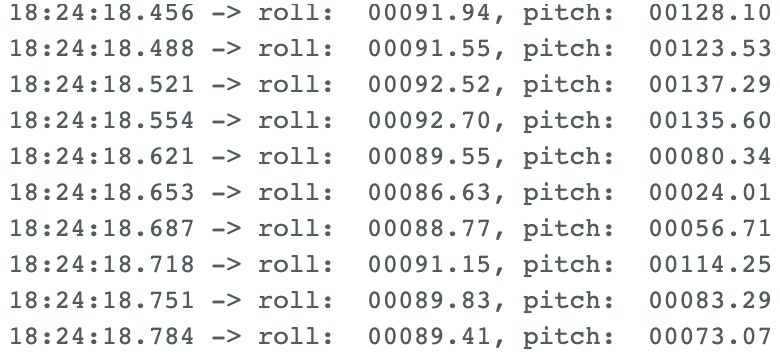 18:24:18.456 -> roll:  00091.94, pitch:  00128.10
18:24:18.488 -> roll:  00091.55, pitch:  00123.53
18:24:18.521 -> roll:  00092.52, pitch:  00137.29
18:24:18.554 -> roll:  00092.70, pitch:  00135.60
18:24:18.621 -> roll:  00089.55, pitch:  00080.34
18:24:18.653 -> roll:  00086.63, pitch:  00024.01
18:24:18.687 -> roll:  00088.77, pitch:  00056.71
18:24:18.718 -> roll:  00091.15, pitch:  00114.25
18:24:18.751 -> roll:  00089.83, pitch:  00083.29
18:24:18.784 -> roll:  00089.41, pitch:  00073.07